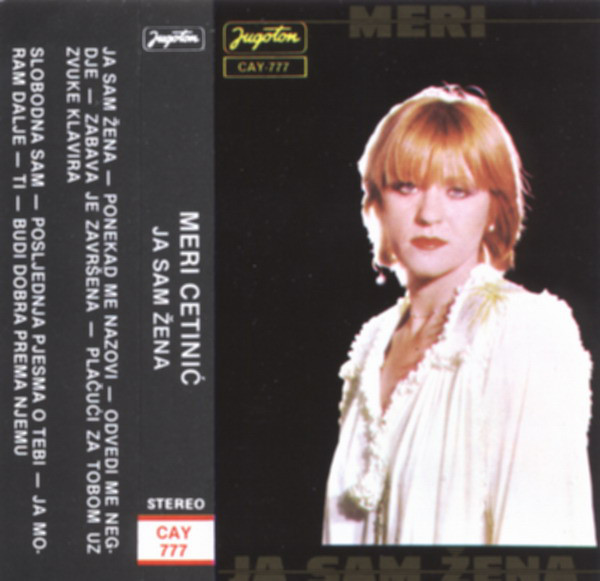 JA SAM ŽENA — PONEKAD ME NAZOVI — ODVEDI ME NEG-
DJE — ZABAVA JE ZAVRŠENA — PLAČUĆI ZA TOBOM UZ
ZVUKE KLAVIRA
SLOBODNA SAM — POSLJEDNJA PJESMA O TEBI — JA MO-
RAM DALJE — TI — BUDI DOBRA PREMA NJEMU
Jugoton
MERI CETINIĆ
JA SAM ŽENA
STEREO
CAY
777
MERI
Jugoton
CAY-777
JA SAM ŽENA